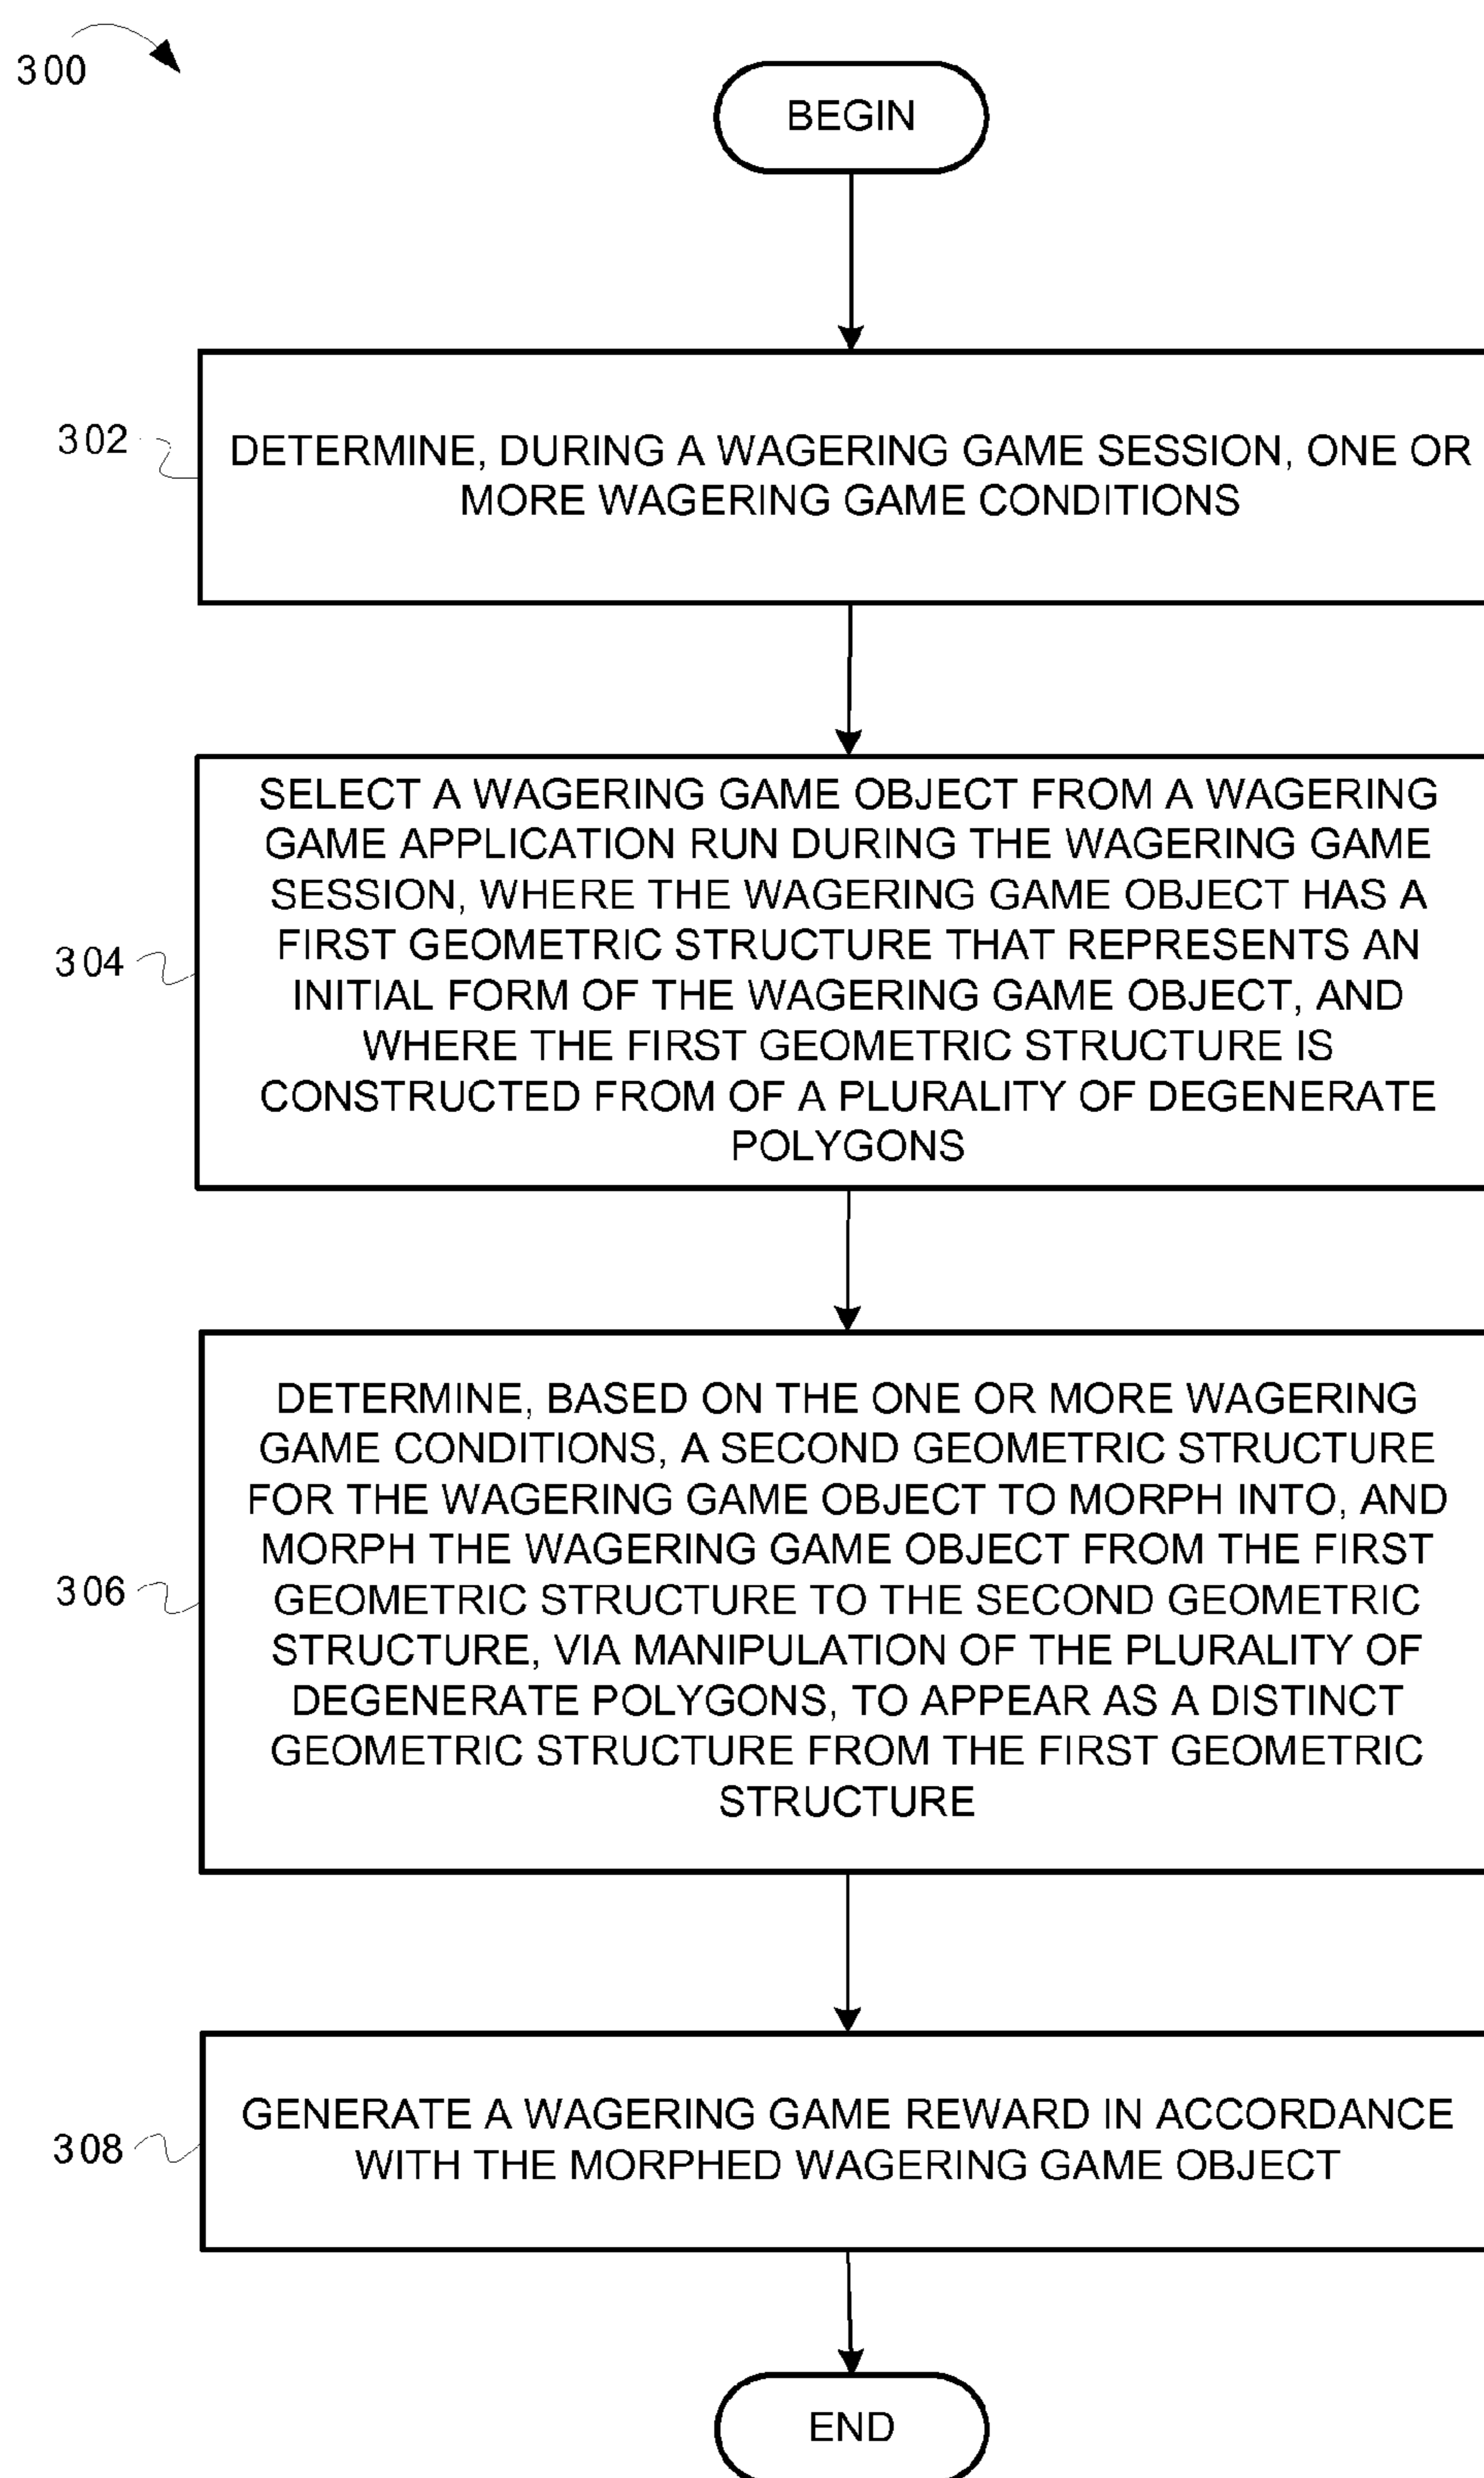 300
BEGIN
302
DETERMINE, DURING A WAGERING GAME SESSION, ONE OR
MORE WAGERING GAME CONDITIONS
304
SELECT A WAGERING GAME OBJECT FROM A WAGERING
GAME APPLICATION RUN DURING THE WAGERING GAME
SESSION, WHERE THE WAGERING GAME OBJECT HAS A
FIRST GEOMETRIC STRUCTURE THAT REPRESENTS AN
INITIAL FORM OF THE WAGERING GAME OBJECT, AND
WHERE THE FIRST GEOMETRIC STRUCTURE IS
CONSTRUCTED FROM OF A PLURALITY OF DEGENERATE
POLYGONS
306
DETERMINE, BASED ON THE ONE OR MORE WAGERING
GAME CONDITIONS, A SECOND GEOMETRIC STRUCTURE
FOR THE WAGERING GAME OBJECT TO MORPH INTO, AND
MORPH THE WAGERING GAME OBJECT FROM THE FIRST
GEOMETRIC STRUCTURE TO THE SECOND GEOMETRIC
STRUCTURE, VIA MANIPULATION OF THE PLURALITY OF
DEGENERATE POLYGONS, TO APPEAR AS A DISTINCT
GEOMETRIC STRUCTURE FROM THE FIRST GEOMETRIC
STRUCTURE
308
GENERATE A WAGERING GAME REWARD IN ACCORDANCE
WITH THE MORPHED WAGERING GAME OBJECT
END